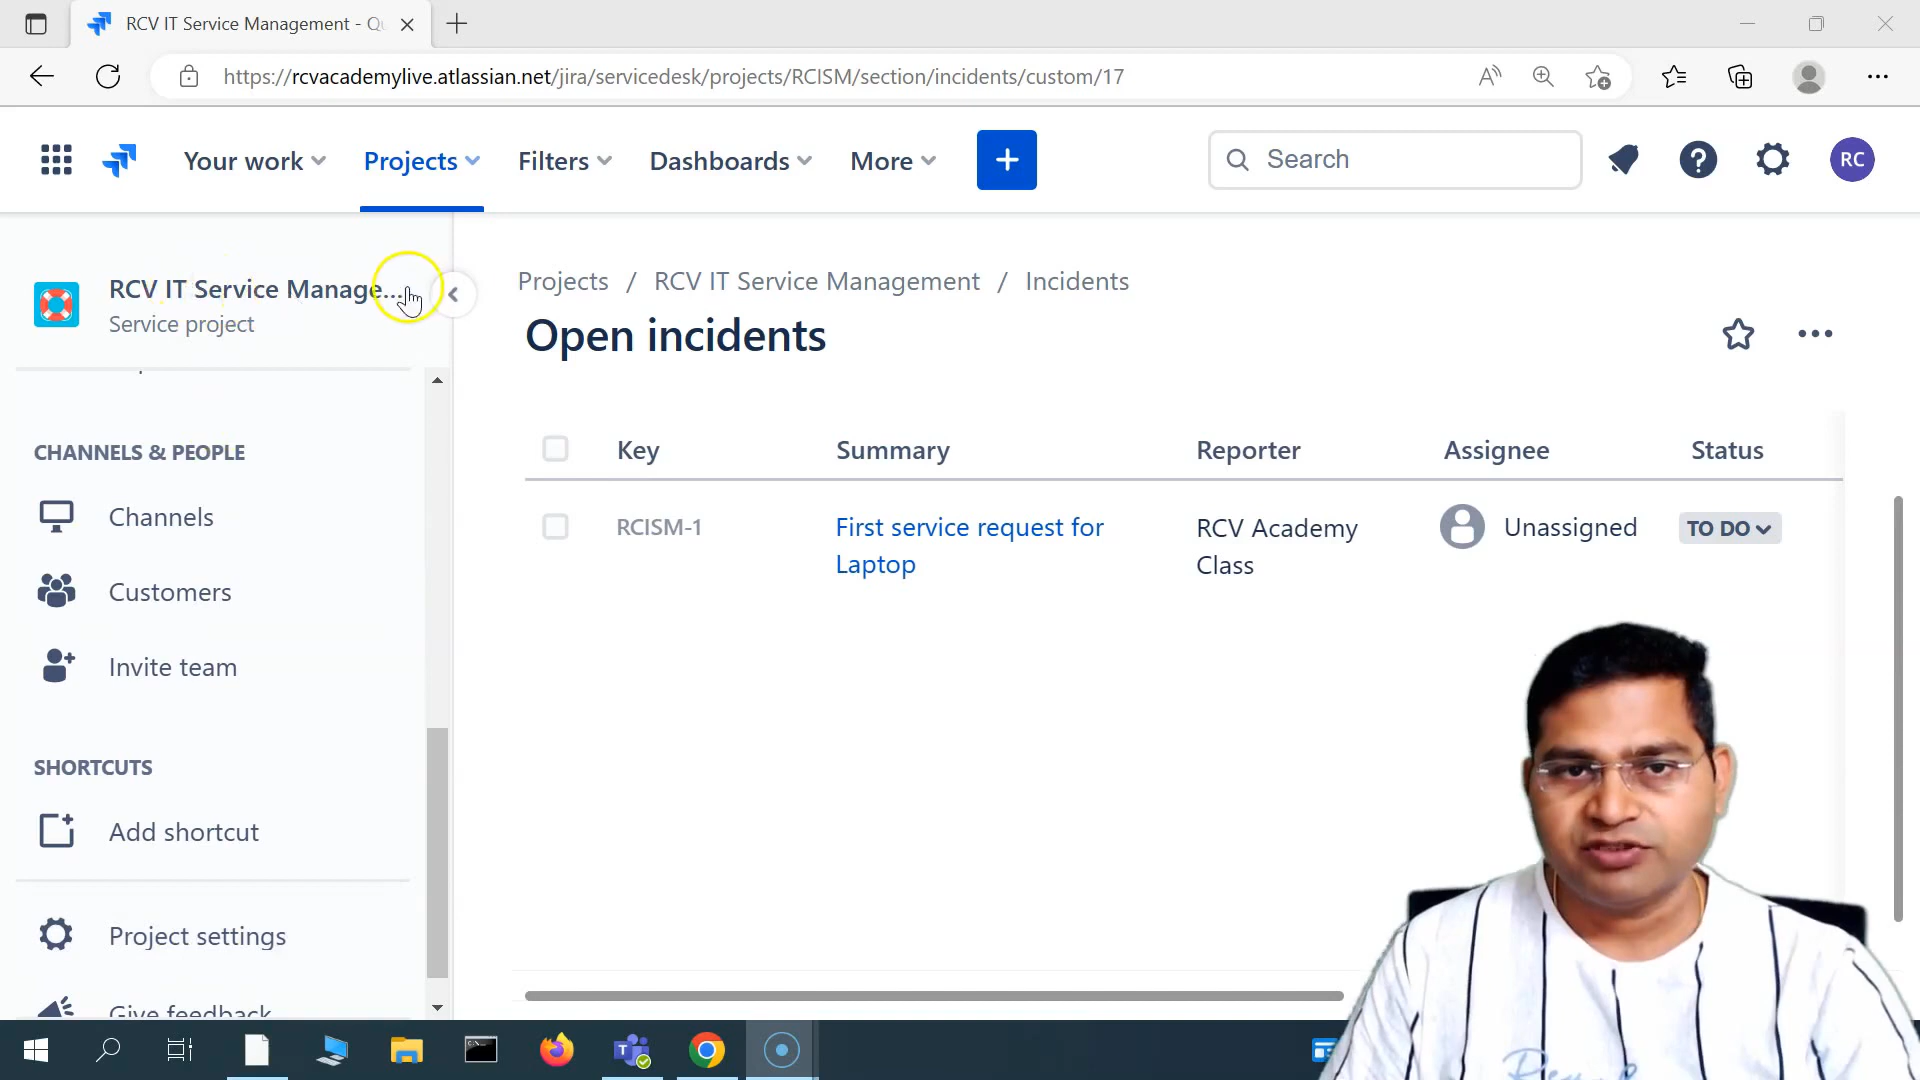 RCV IT Service Management - Qu
https://rcvacademylive.atlassian.net/jira/servicedesk/projects/RCISM/section/incidents/custom/17
Your work
Projects
Filters
Dashboards
More
Search
RC
RCV IT Service Manage...
Service project
CHANNELS & PEOPLE
Channels
Customers
Invite team
SHORTCUTS
Add shortcut
Project settings
Give feedback
Projects / RCV IT Service Management / Incidents
Open incidents
Key Summary Reporter Assignee Status
RCISM-1
First service request for
Laptop
RCV Academy
Class
Unassigned
TO DO